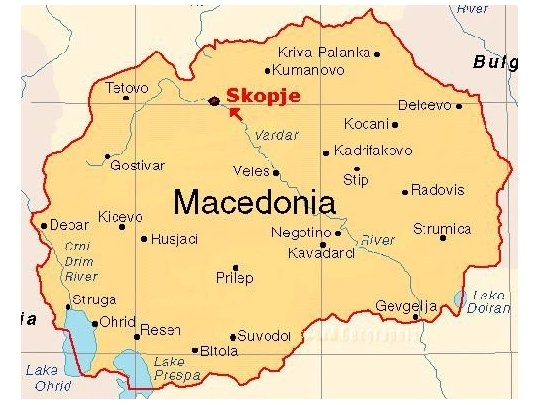 River
Kriva Palanka
Bulg
Kumanovo
Tetovo
Skopje
Delcevo
Kocani
Vardar
Kadrifakovo
Gostivar
Veles
Stip
Radovis
Macedonia
Kicevo
Debar
Negotino
Sturmica
River
Husjaci
Crni
Drim
River
Kavadarci
Prilep
Struga
Gevgelija
Lake
Doiran
ia
Ohrid
Resen
Suvodol
Bitola
Lake
Prespa
Lake
Ohrid